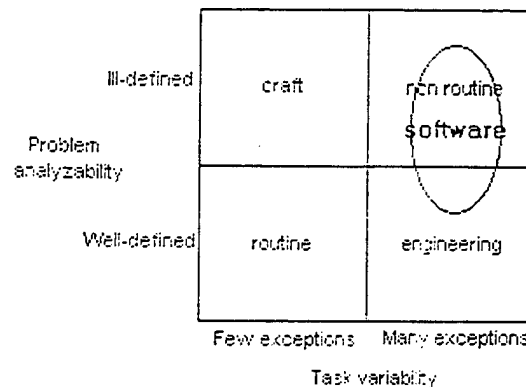 Ill-defined
craft
non routine
software
Problem
analyzability
Well-defined
routine
engineering
Few exceptions
Many exceptions
Task variability